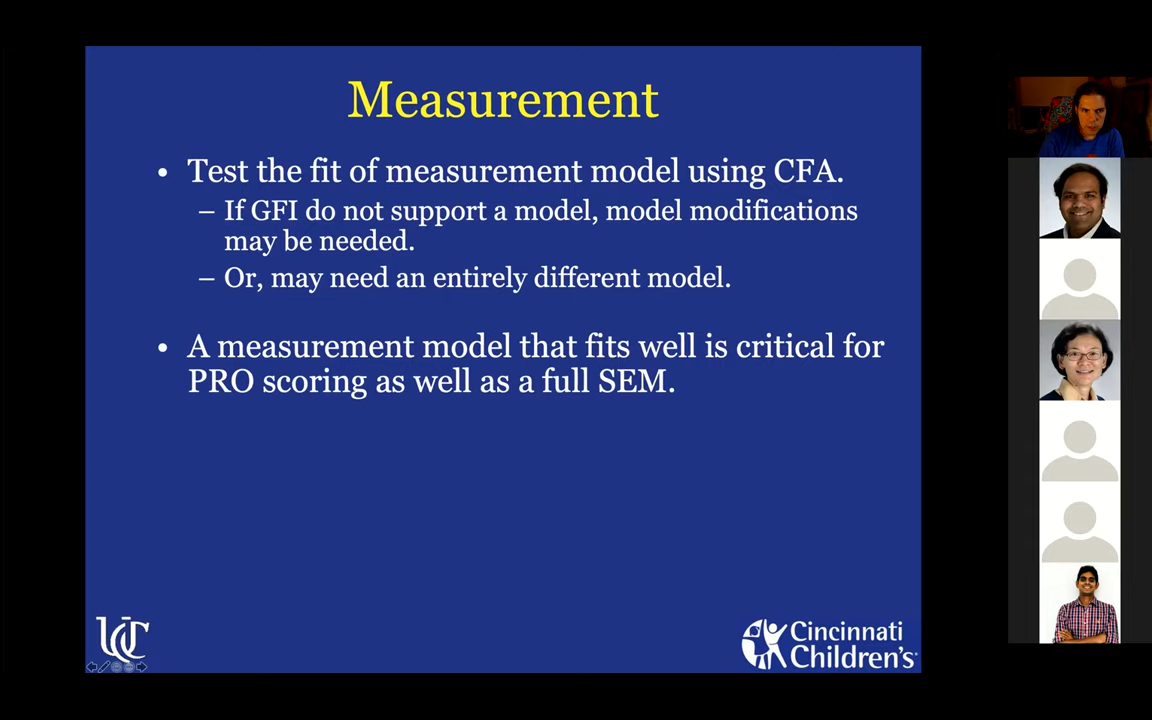 Measurement
• Test the fit of measurement model using CFA.
– If GFI do not support a model, model modifications
may be needed.
– Or, may need an entirely different model.
• A measurement model that fits well is critical for
PRO scoring as well as a full SEM.
UC
Cincinnati
Children's